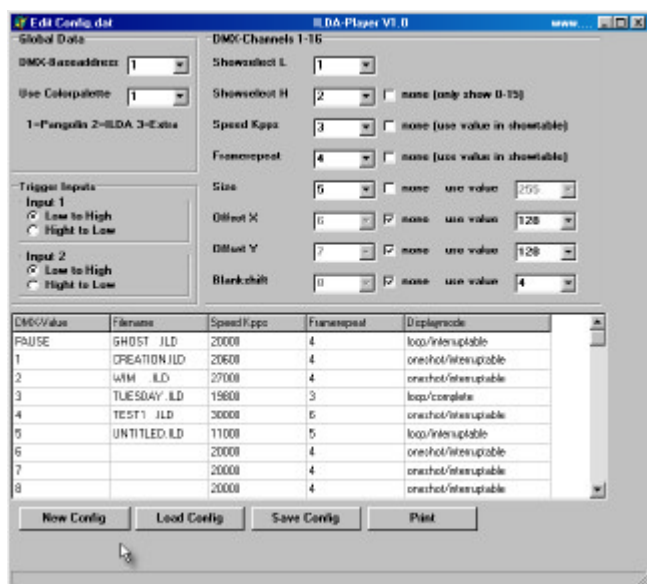 Edit Config.dat ILDA-Player V1.0 www....
Global Data
DMX-Baseaddress 1
Use Colorpalette 1
1=Pangolin 2=ILDA 3=Extra
Trigger Inputs
Input 1
Low to High
Hight to Low
Input 2
Low to High
Hight to Low
DMX-Channels 1-16
Showselect L 1
Showselect H 2 none (only show 0-15)
Speed Kpps 3 none (use value in showtable)
Framerepeat 4 none (use value in showtable)
Size 5 none use value 255
Offset X 6 none use value 128
Offset Y 7 none use value 128
Blankshift 8 none use value 4
DMX-Value Filename Speed Kpps Framerepeat Displaymode
PAUSE GHOST .ILD 20000 4 loop/interruptable
1 CREATION.ILD 20600 4 oneshot/interruptable
2 WIM .ILD 27000 4 oneshot/interruptable
3 TUESDAY.ILD 19800 3 loop/complete
4 TEST1 .ILD 30000 6 oneshot/interruptable
5 UNTITLED.ILD 11000 5 loop/interruptable
6 20000 4 oneshot/interruptable
7 20000 4 oneshot/interruptable
8 20000 4 oneshot/interruptable
New Config Load Config Save Config Print